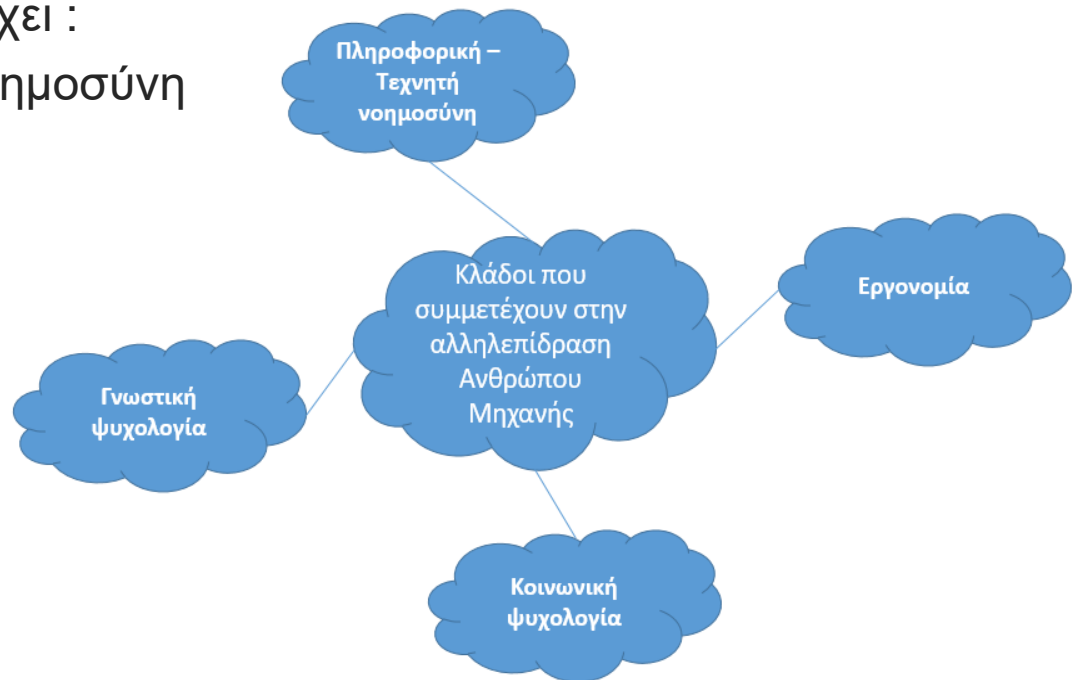 χει :
ημοσύνη
Πληροφορική –
Τεχνητή
νοημοσύνη
Κλάδοι που
συμμετέχουν στην
αλληλεπίδραση
Ανθρώπου
Μηχανής
Εργονομία
Γνωστική
ψυχολογία
Κοινωνική
ψυχολογία